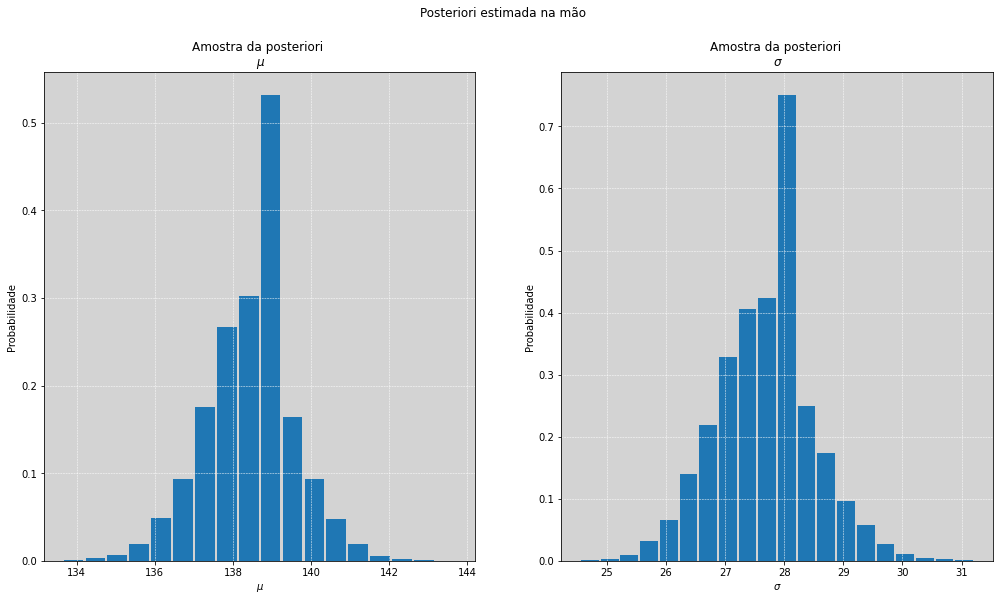 Posteriori estimada na mão
Amostra da posteriori
μ
Probabilidade
0.5
0.4
0.3
0.2
0.1
0.0
134 136 138 140 142 144
μ
Amostra da posteriori
σ
Probabilidade
0.7
0.6
0.5
0.4
0.3
0.2
0.1
0.0
25 26 27 28 29 30 31
σ